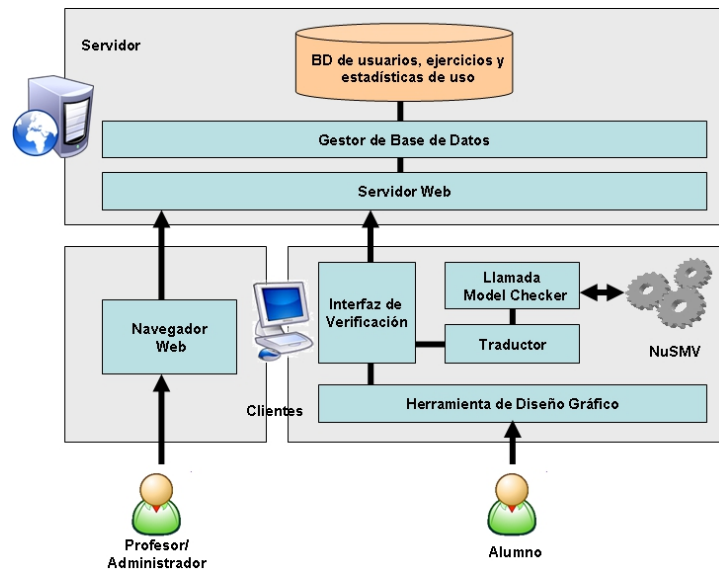 Servidor
BD de usuarios, ejercicios y
estadísticas de uso
Gestor de Base de Datos
Servidor Web
Navegador
Web
Clientes
Interfaz de
Verificación
Llamada
Model Checker
Traductor
NuSMV
Herramienta de Diseño Gráfico
Profesor/
Administrador
Alumno